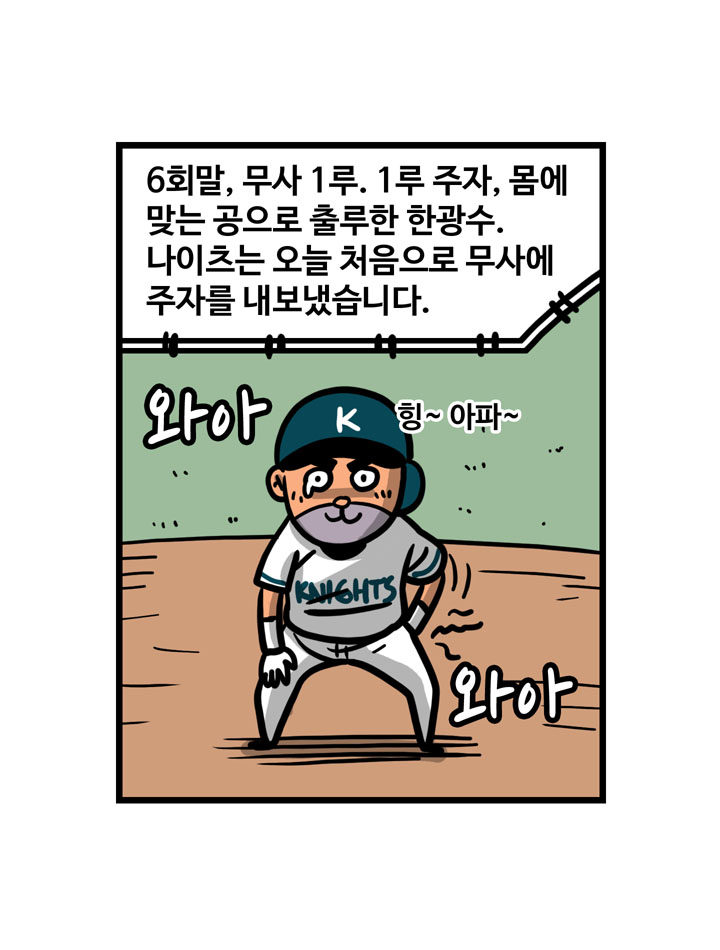 6회말, 무사 1루. 1루 주자, 몸에
맞는 공으로 출루한 한광수.
나이츠는 오늘 처음으로 무사에
주자를 내보냈습니다.
와아
K
힝~ 아파~
KNIGHTS
와아